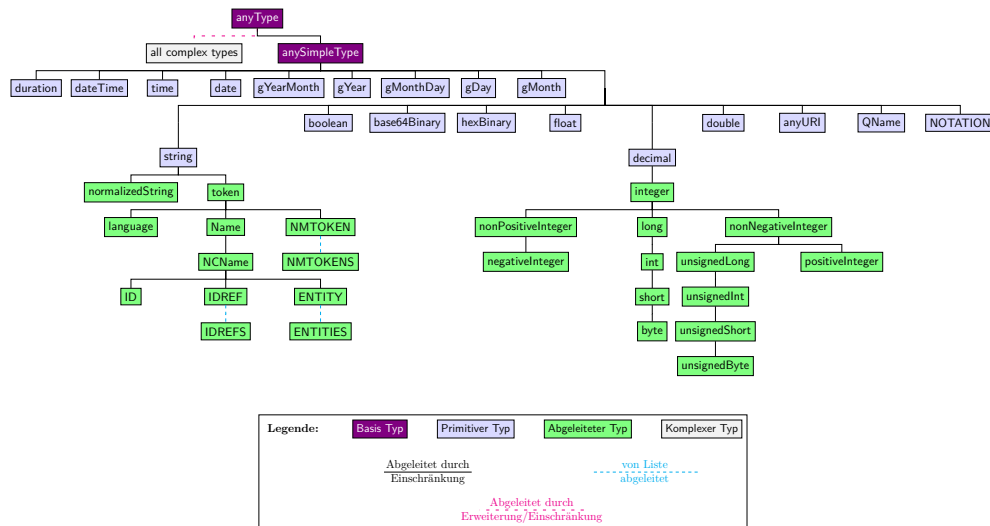 anyType
all complex types
anySimpleType
duration
dateTime
time
date
gYearMonth
gYear
gMonthDay
gDay
gMonth
boolean
base64Binary
hexBinary
float
double
anyURI
QName
NOTATION
string
decimal
normalizedString
token
integer
language
Name
NMTOKEN
nonPositiveInteger
long
nonNegativeInteger
NCName
NMTOKENS
negativeInteger
int
unsignedLong
positiveInteger
ID
IDREF
ENTITY
short
unsignedInt
IDREFS
ENTITIES
byte
unsignedShort
unsignedByte
Legende:
Basis Typ
Primitiver Typ
Abgeleiteter Typ
Komplexer Typ
Abgeleitet durch
Einschränkung
von Liste
abgeleitet
Abgeleitet durch
Erweiterung/Einschränkung